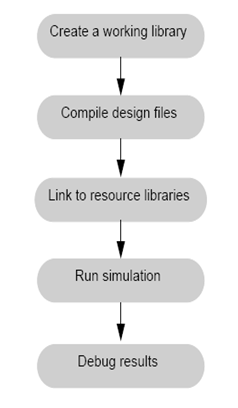 Create a working library
Compile design files
Link to resource libraries
Run simulation
Debug results